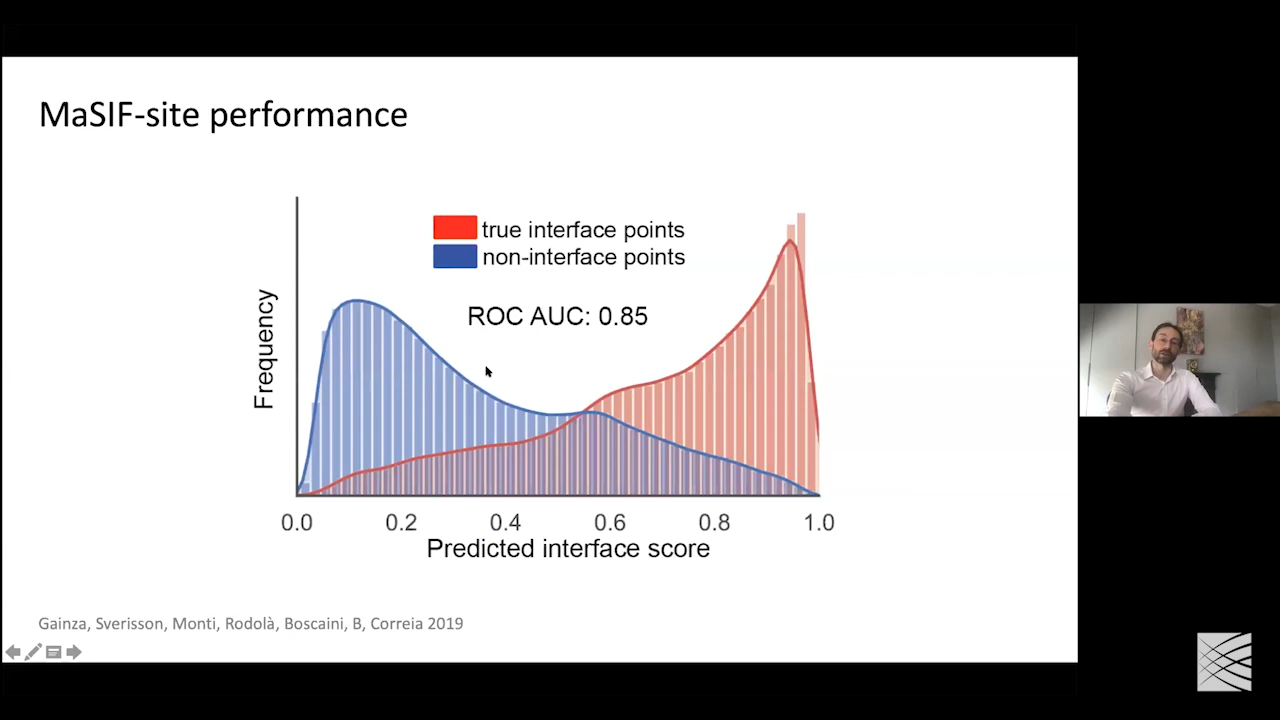 MaSIF-site performance
true interface points
non-interface points
ROC AUC: 0.85
Frequency
0.0 0.2 0.4 0.6 0.8 1.0
Predicted interface score
Gainza, Sverisson, Monti, Rodolà, Boscaini, B, Correia 2019